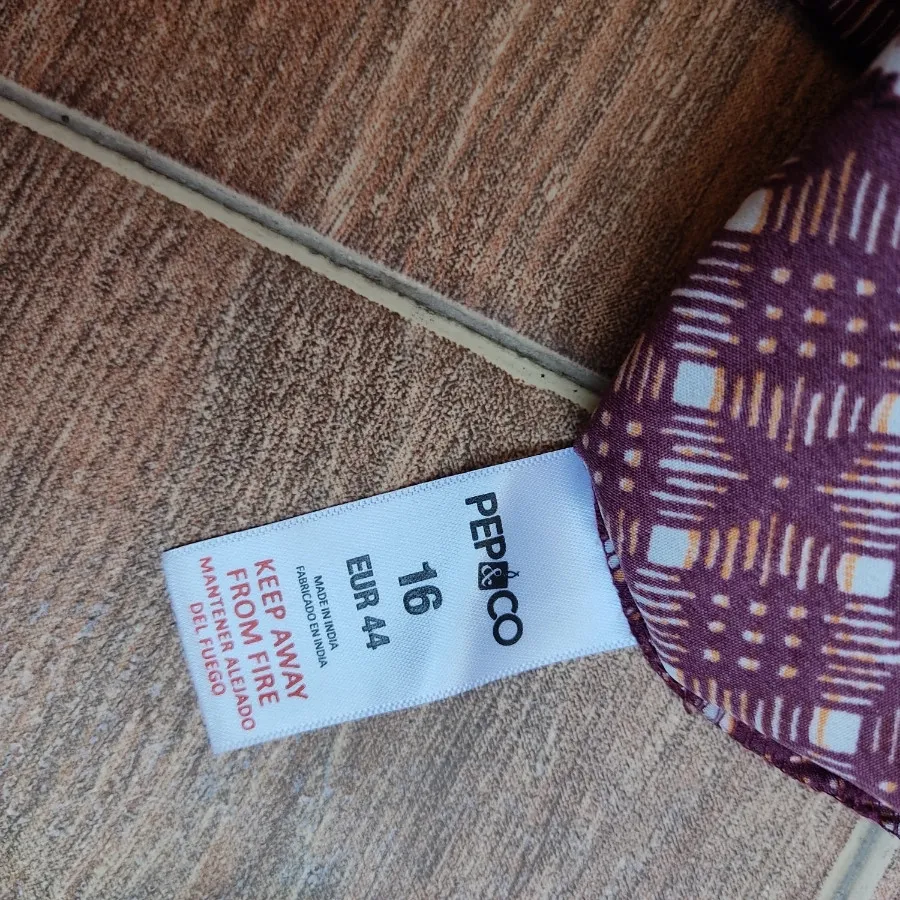 PEP&CO
16
EUR 44
MADE IN INDIA
FABRICADO EN INDIA
KEEP AWAY
FROM FIRE
MANTENER ALEJADO
DEL FUEGO